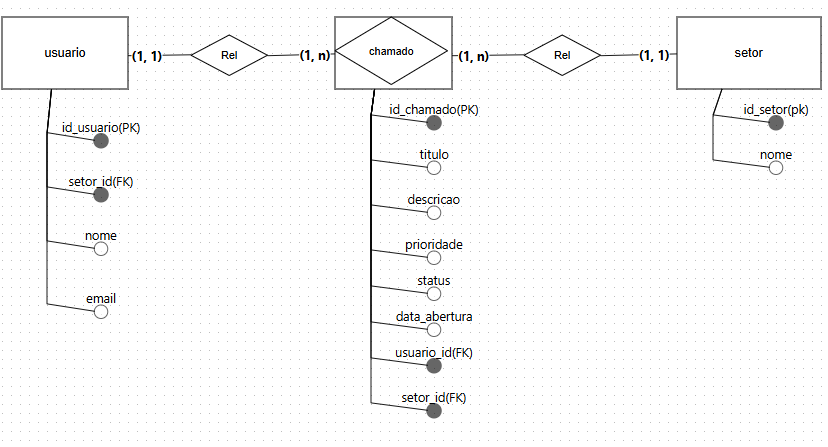 usuario
(1, 1)
Rel
(1, n)
chamado
(1, n)
Rel
(1, 1)
setor
id_usuario(PK)
setor_id(FK)
nome
email
id_chamado(PK)
titulo
descricao
prioridade
status
data_abertura
usuario_id(FK)
setor_id(FK)
id_setor(pk)
nome